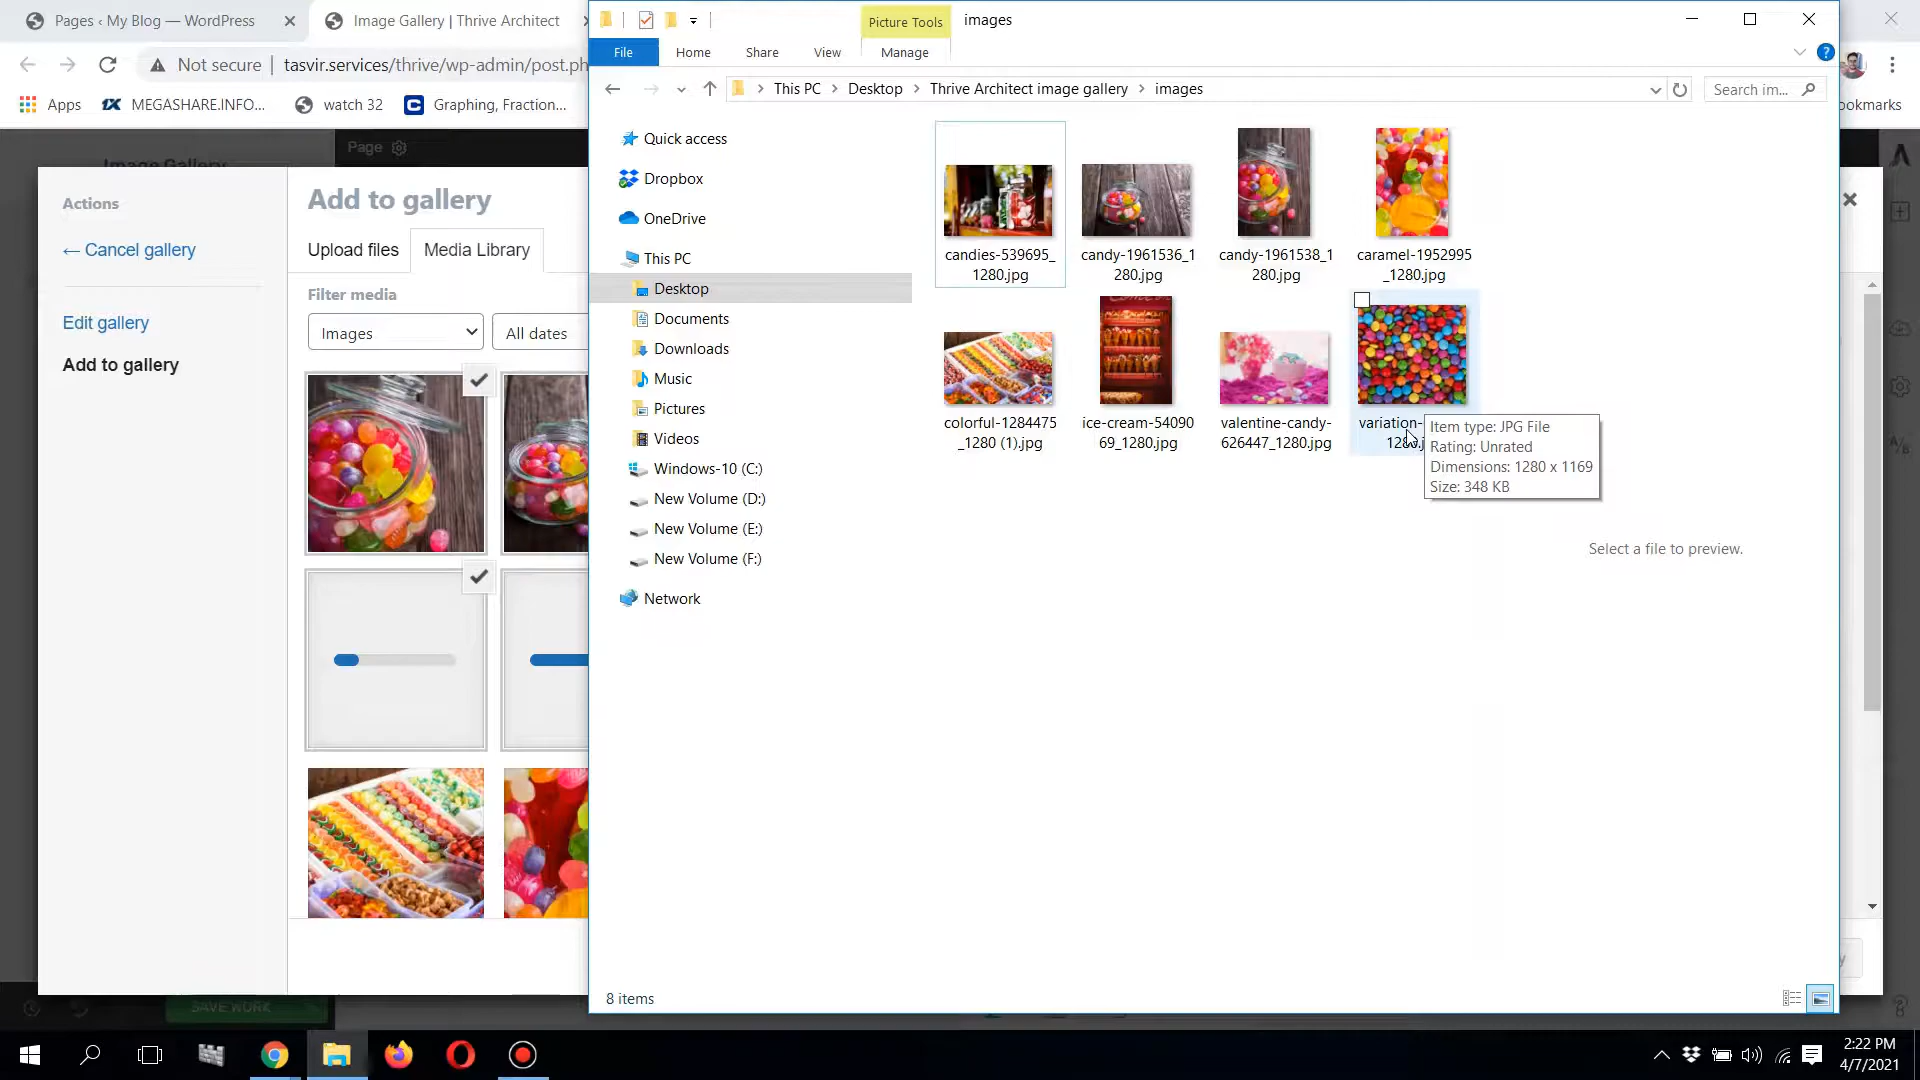 Pages ‹ My Blog — WordPress
Image Gallery | Thrive Architect
Picture Tools
images
File
Home
Share
View
Manage
Not secure
tasvir.services/thrive/wp-admin/post.ph
Apps
MEGASHARE.INFO...
watch 32
Graphing, Fraction...
ookmarks
This PC
Desktop
Thrive Architect image gallery
images
Search im...
Image Gallery
Page
Actions
← Cancel gallery
Edit gallery
Add to gallery
Add to gallery
Upload files
Media Library
Filter media
Images
All dates
Quick access
Dropbox
OneDrive
This PC
Desktop
Documents
Downloads
Music
Pictures
Videos
Windows-10 (C:)
New Volume (D:)
New Volume (E:)
New Volume (F:)
Network
candies-539695_
1280.jpg
candy-1961536_1
280.jpg
candy-1961538_1
280.jpg
caramel-1952995
_1280.jpg
colorful-1284475
_1280 (1).jpg
ice-cream-54090
69_1280.jpg
valentine-candy-
626447_1280.jpg
variation-
1280.j
Item type: JPG File
Rating: Unrated
Dimensions: 1280 x 1169
Size: 348 KB
Select a file to preview.
8 items
SAVE WORK
2:22 PM
4/7/2021